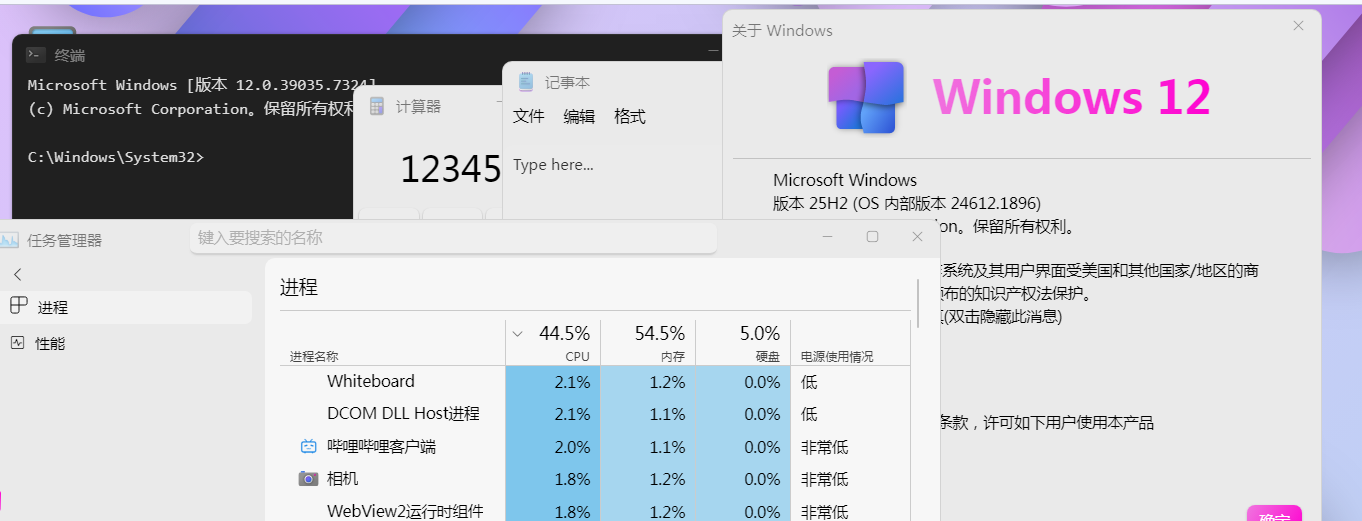 终端
Microsoft Windows [版本 12.0.39035.7324]
(c) Microsoft Corporation。保留所有权利
C:\Windows\System32>
计算器
12345
记事本
文件 编辑 格式
Type here...
关于 Windows
Windows 12
Microsoft Windows
版本 25H2 (OS 内部版本 24612.1896)
on。保留所有权利。
系统及其用户界面受美国和其他国家/地区的商
布的知识产权法保护。
(双击隐藏此消息)
条款，许可如下用户使用本产品
确定
任务管理器
键入要搜索的名称
进程
性能
进程
44.5% 54.5% 5.0%
进程名称 CPU 内存 硬盘 电源使用情况
Whiteboard 2.1% 1.2% 0.0% 低
DCOM DLL Host进程 2.1% 1.1% 0.0% 低
哔哩哔哩客户端 2.0% 1.1% 0.0% 非常低
相机 1.8% 1.2% 0.0% 非常低
WebView2运行时组件 1.8% 1.2% 0.0% 非常低